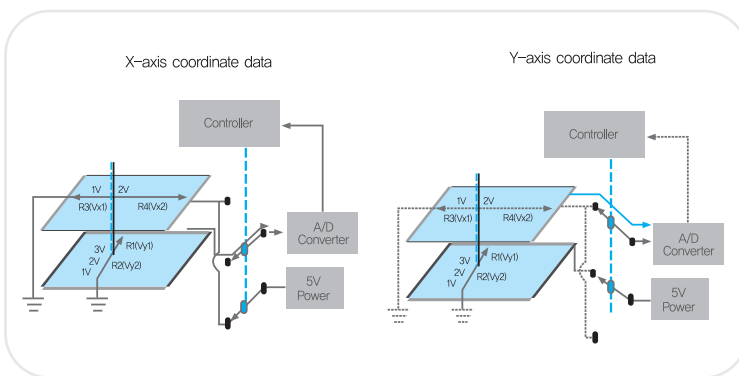 X-axis coordinate data
Controller
1V 2V
R3(Vx1) R4(Vx2)
3V R1(Vy1)
2V
1V R2(Vy2)
A/D
Converter
5V
Power
Y-axis coordinate data
Controller
1V 2V
R3(Vx1) R4(Vx2)
3V R1(Vy1)
2V
1V R2(Vy2)
A/D
Converter
5V
Power